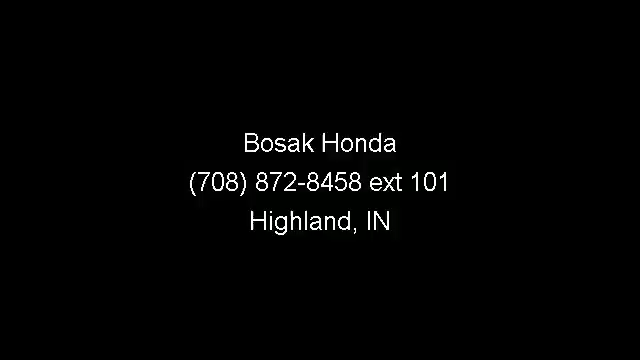 Bosak Honda
(708) 872-8458 ext 101
Highland, IN